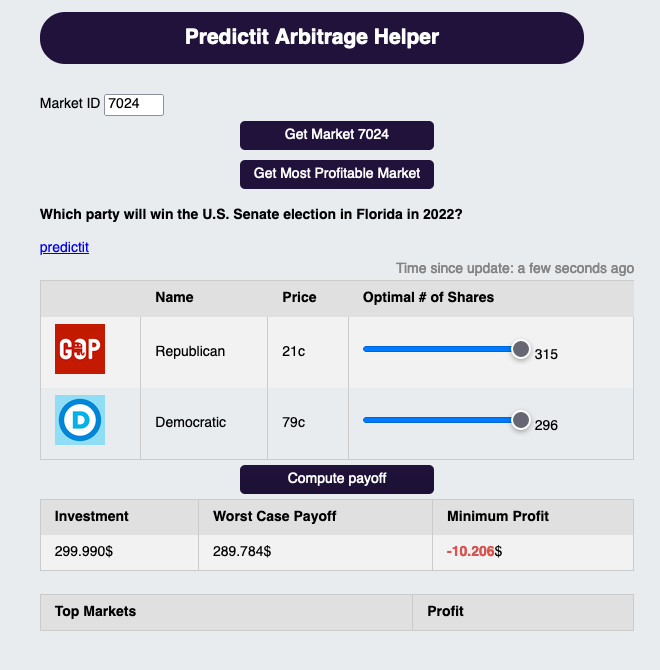 Predictit Arbitrage Helper
Market ID 7024
Get Market 7024
Get Most Profitable Market
Which party will win the U.S. Senate election in Florida in 2022?
predictit
Time since update: a few seconds ago
Name Price Optimal # of Shares
GOP Republican 21c 315
D Democratic 79c 296
Compute payoff
Investment Worst Case Payoff Minimum Profit
299.990$ 289.784$ -10.206$
Top Markets Profit